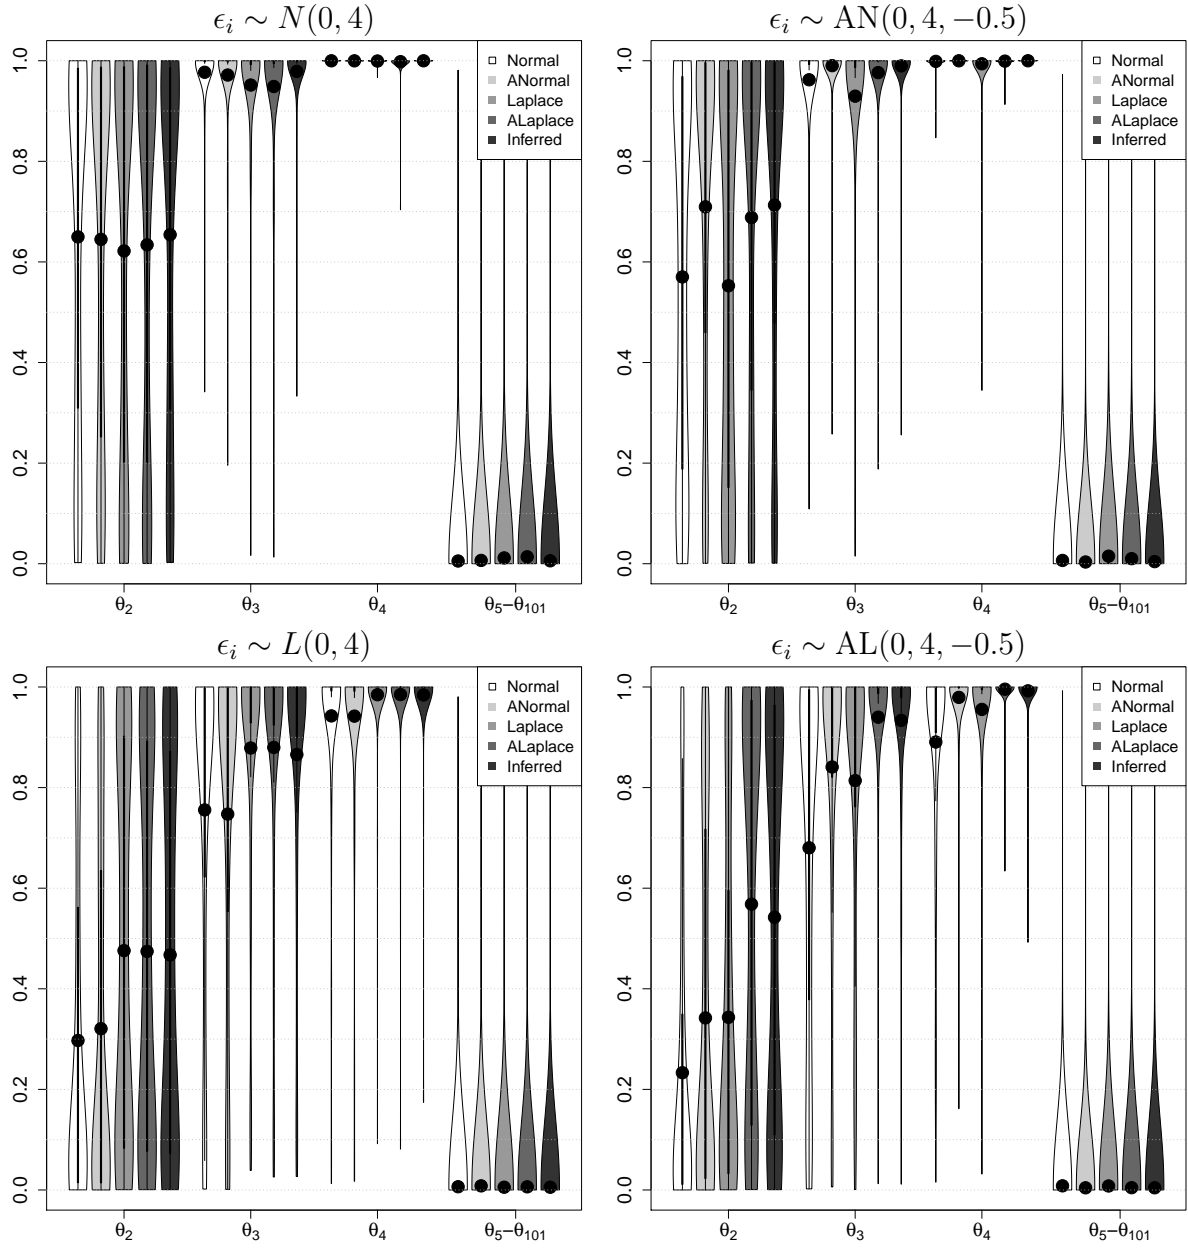 ϵᵢ ∼ N(0, 4)
1.0
0.8
0.6
0.4
0.2
0.0
Normal
ANormal
Laplace
ALaplace
Inferred
θ₂ θ₃ θ₄ θ₅−θ₁₀₁
ϵᵢ ∼ AN(0, 4, −0.5)
1.0
0.8
0.6
0.4
0.2
0.0
Normal
ANormal
Laplace
ALaplace
Inferred
θ₂ θ₃ θ₄ θ₅−θ₁₀₁
ϵᵢ ∼ L(0, 4)
1.0
0.8
0.6
0.4
0.2
0.0
Normal
ANormal
Laplace
ALaplace
Inferred
θ₂ θ₃ θ₄ θ₅−θ₁₀₁
ϵᵢ ∼ AL(0, 4, −0.5)
1.0
0.8
0.6
0.4
0.2
0.0
Normal
ANormal
Laplace
ALaplace
Inferred
θ₂ θ₃ θ₄ θ₅−θ₁₀₁